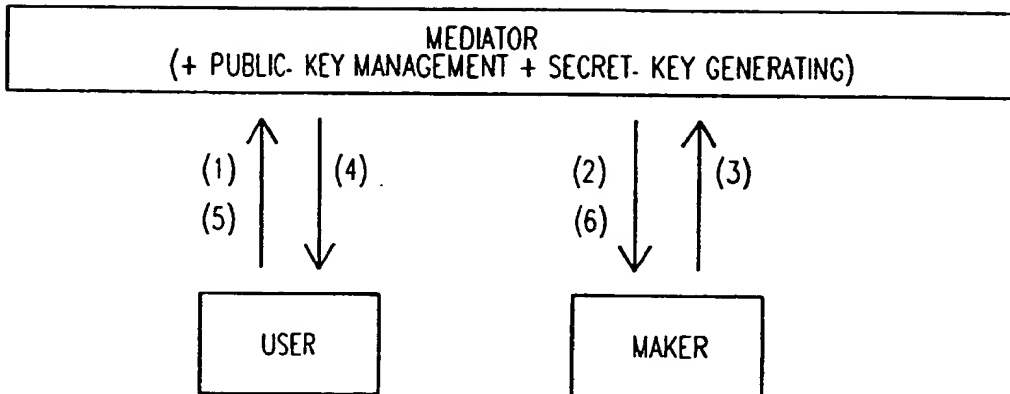 MEDIATOR
(+ PUBLIC- KEY MANAGEMENT + SECRET- KEY GENERATING)
(1) (4) (2) (3)
(5) (6)
USER MAKER